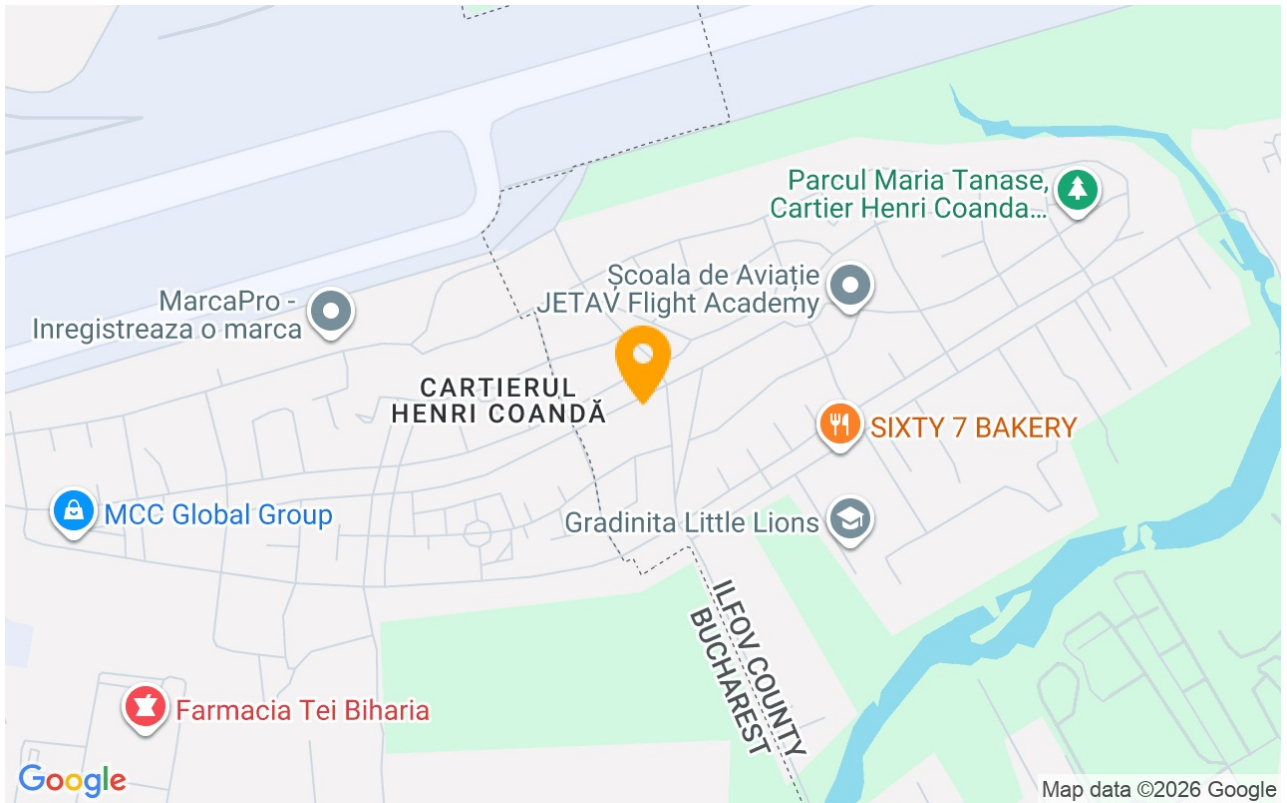 Parcul Maria Tanase,
Cartier Henri Coanda...
Școala de Aviație
JETAV Flight Academy
MarcaPro -
Inregistreaza o marca
CARTIERUL
HENRI COANDĂ
SIXTY 7 BAKERY
MCC Global Group
Gradinita Little Lions
ILFOV COUNTY
BUCHAREST
Farmacia Tei Biharia
Google
Map data ©2026 Google